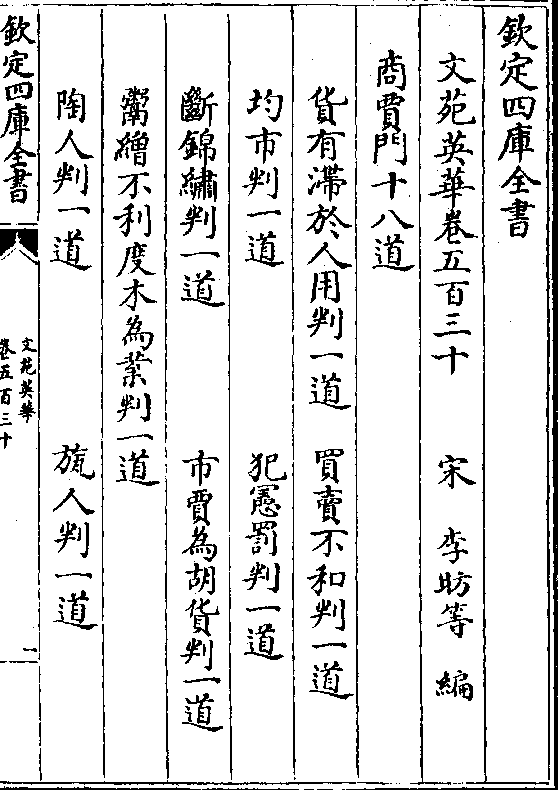 欽定四庫全書
文苑英華卷五百三十 宋 李昉等 編
商賈門十八道
貨有滯於人用判一道 買賣不和判一道
均市判一道 犯憲罰判一道
斷錦繡判一道 市賈為胡貨判一道
鬻繒不利度木為業判一道
陶人判一道 旊人判一道
欽定四庫全書
文苑英華
卷五百三十
一